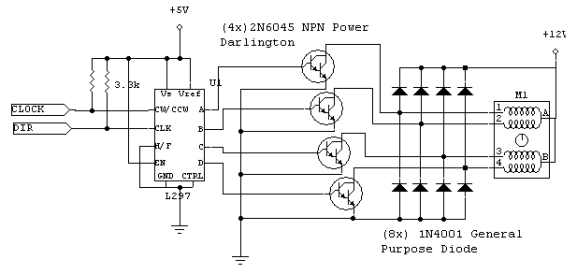 +5V
(4x)2N6045 NPN Power
Darlington
+12V
U1
3.3k
Vs Vref
M1
CLOCK
CW/CCW A
1
2
A
DIR
CLK B
H/F C
3
4
B
EN D
GND CTRL
L297
(8x) 1N4001 General
Purpose Diode